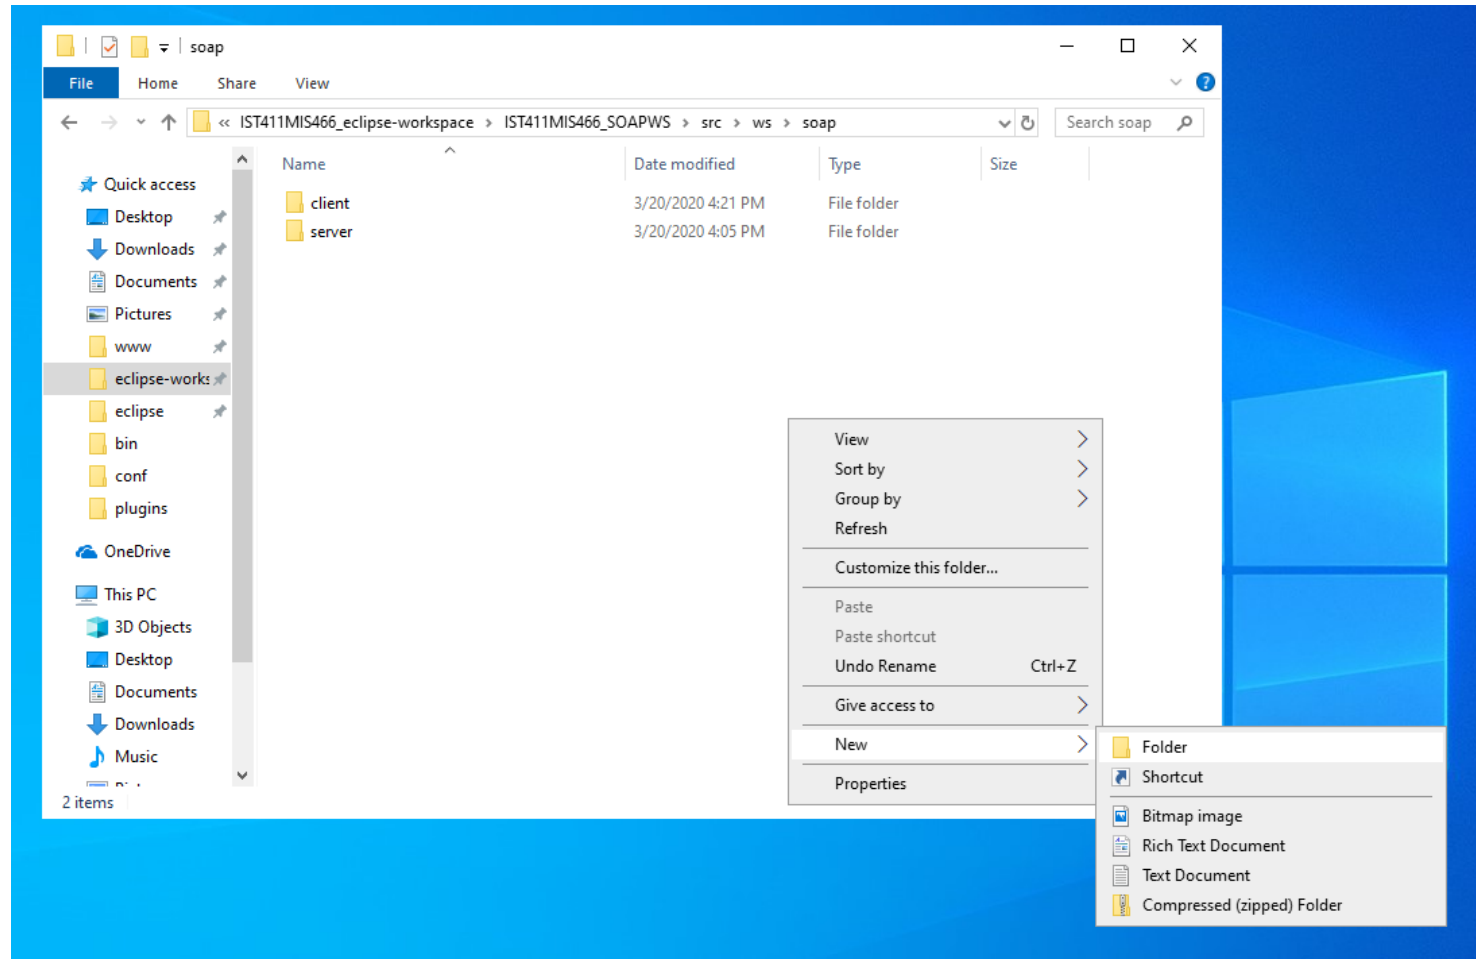 soap
File Home Share View
« IST411MIS466_eclipse-workspace > IST411MIS466_SOAPWS > src > ws > soap
Search soap
Name Date modified Type Size
client 3/20/2020 4:21 PM File folder
server 3/20/2020 4:05 PM File folder
Quick access
Desktop
Downloads
Documents
Pictures
www
eclipse-works
eclipse
bin
conf
plugins
OneDrive
This PC
3D Objects
Desktop
Documents
Downloads
Music
2 items
View
Sort by
Group by
Refresh
Customize this folder...
Paste
Paste shortcut
Undo Rename Ctrl+Z
Give access to
New
Properties
Folder
Shortcut
Bitmap image
Rich Text Document
Text Document
Compressed (zipped) Folder